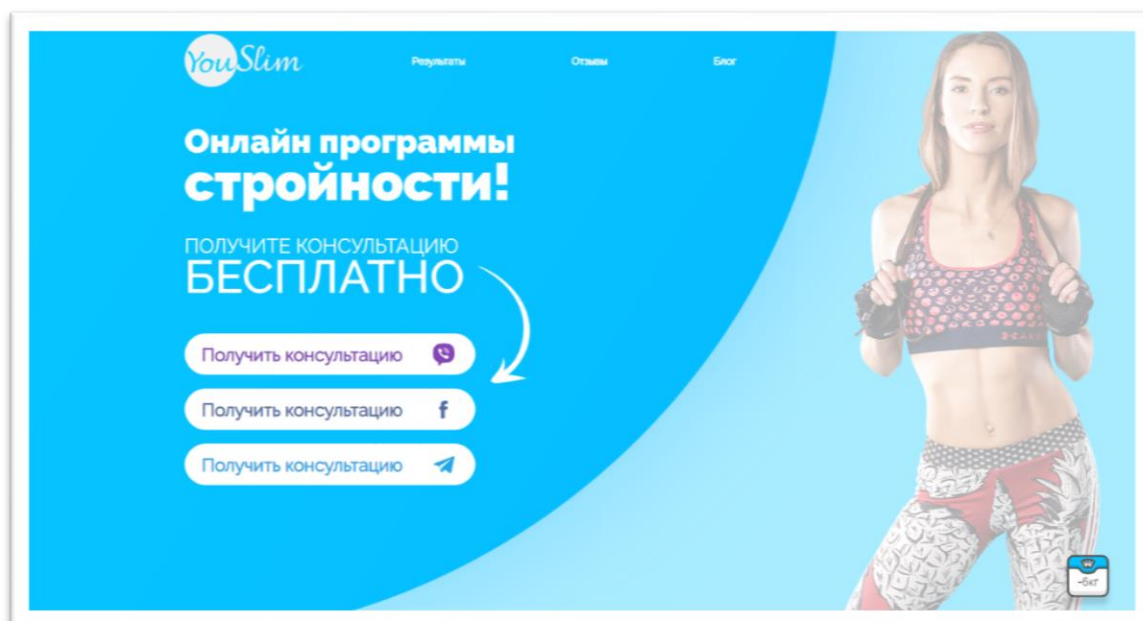 YouSlim
Результаты
Отзывы
Блог
Онлайн программы
стройности!
ПОЛУЧИТЕ КОНСУЛЬТАЦИЮ
БЕСПЛАТНО
Получить консультацию
Получить консультацию f
Получить консультацию
-6кг